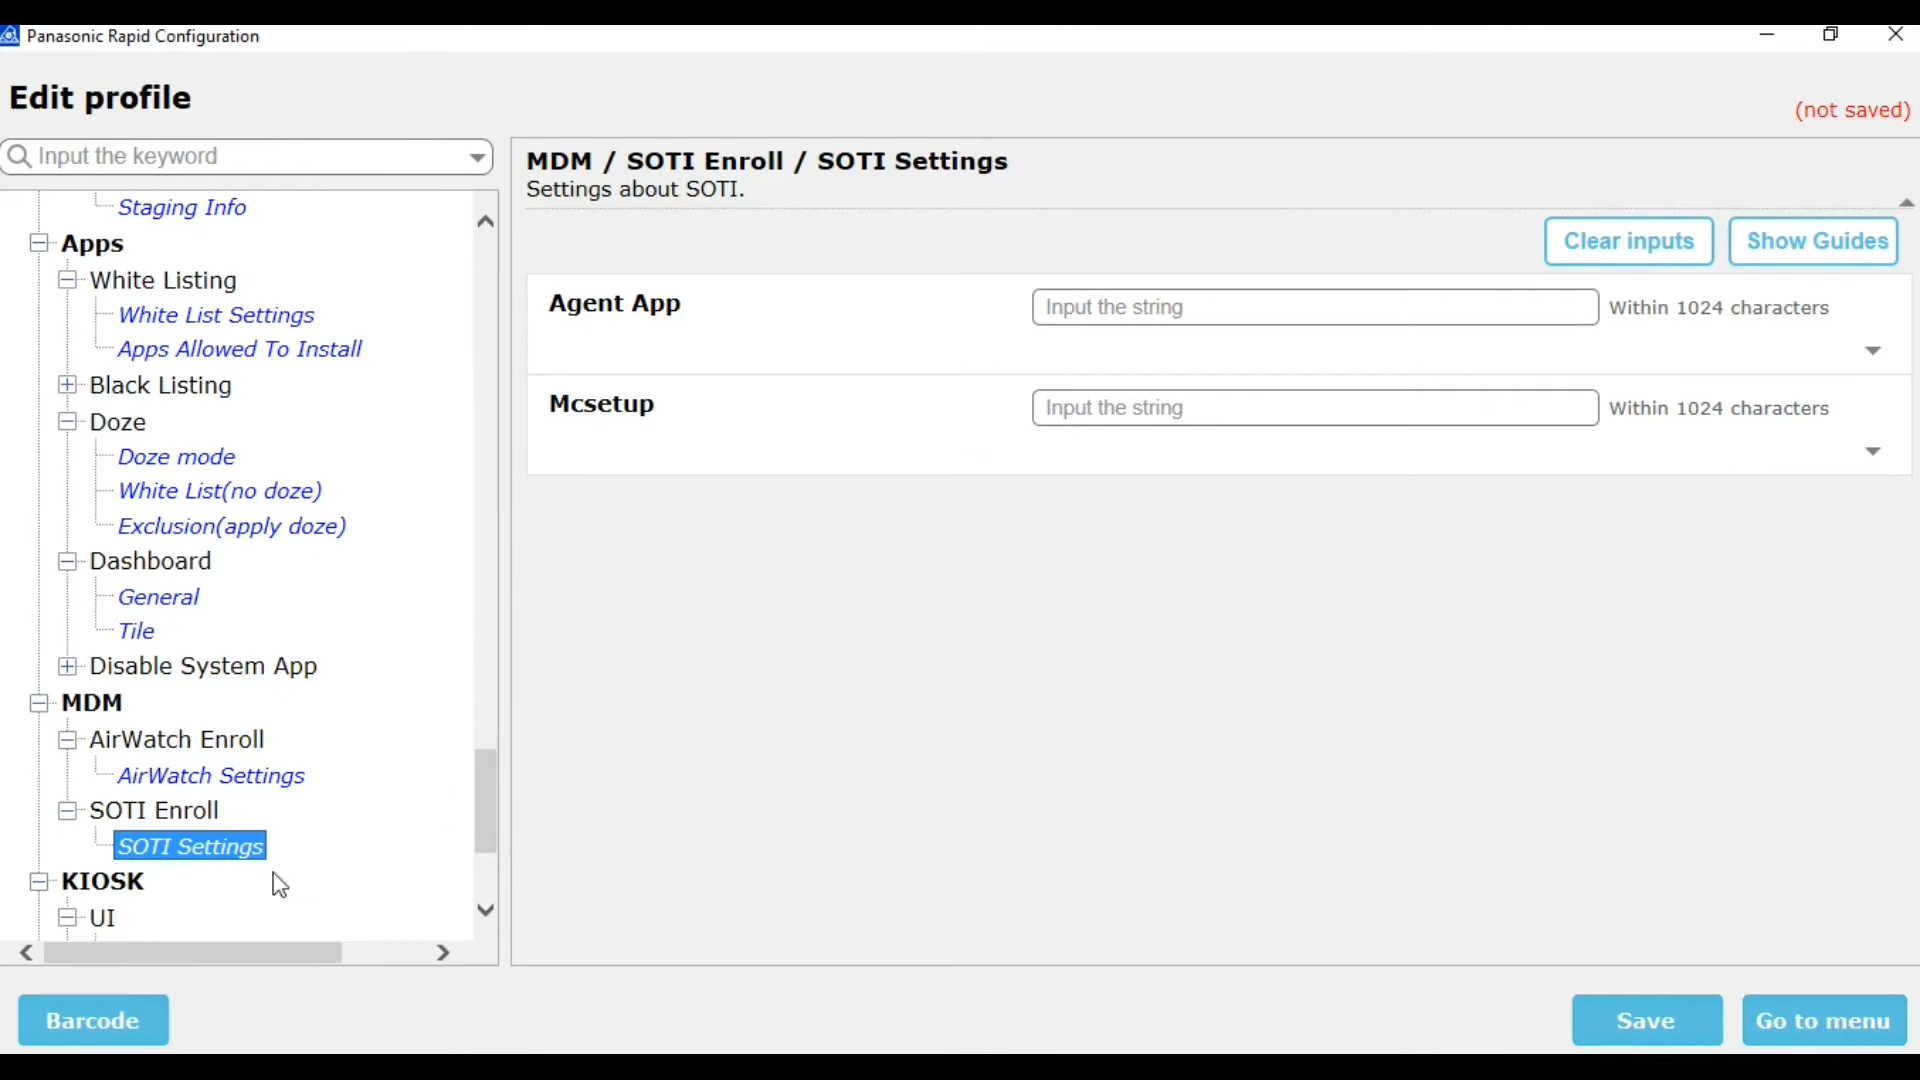 Panasonic Rapid Configuration
Edit profile
(not saved)
Input the keyword
Staging Info
Apps
White Listing
White List Settings
Apps Allowed To Install
Black Listing
Doze
Doze mode
White List(no doze)
Exclusion(apply doze)
Dashboard
General
Tile
Disable System App
MDM
AirWatch Enroll
AirWatch Settings
SOTI Enroll
SOTI Settings
KIOSK
UI
MDM / SOTI Enroll / SOTI Settings
Settings about SOTI.
Clear inputs Show Guides
Agent App Input the string Within 1024 characters
Mcsetup Input the string Within 1024 characters
Barcode Save Go to menu